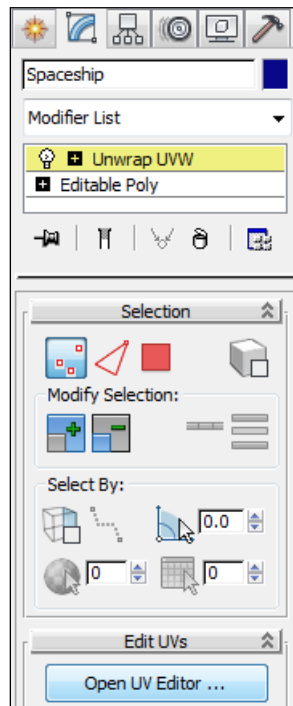 Spaceship
Modifier List
Unwrap UVW
Editable Poly
Selection
Modify Selection:
Select By:
0.0
0 0
Edit UVs
Open UV Editor ...